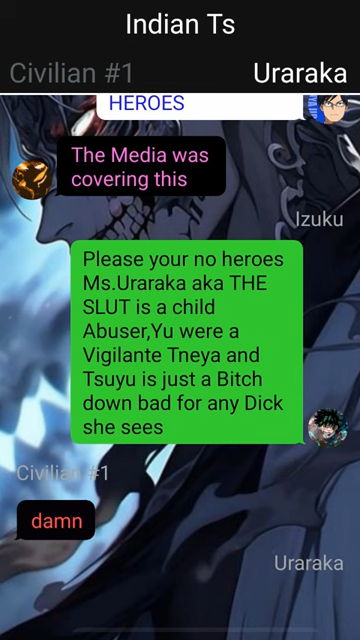 Indian Ts
Civilian #1
Uraraka
HEROES
The Media was
covering this
Izuku
Please your no heroes
Ms.Uraraka aka THE
SLUT is a child
Abuser,Yu were a
Vigilante Tneya and
Tsuyu is just a Bitch
down bad for any Dick
she sees
Civilian #1
damn
Uraraka